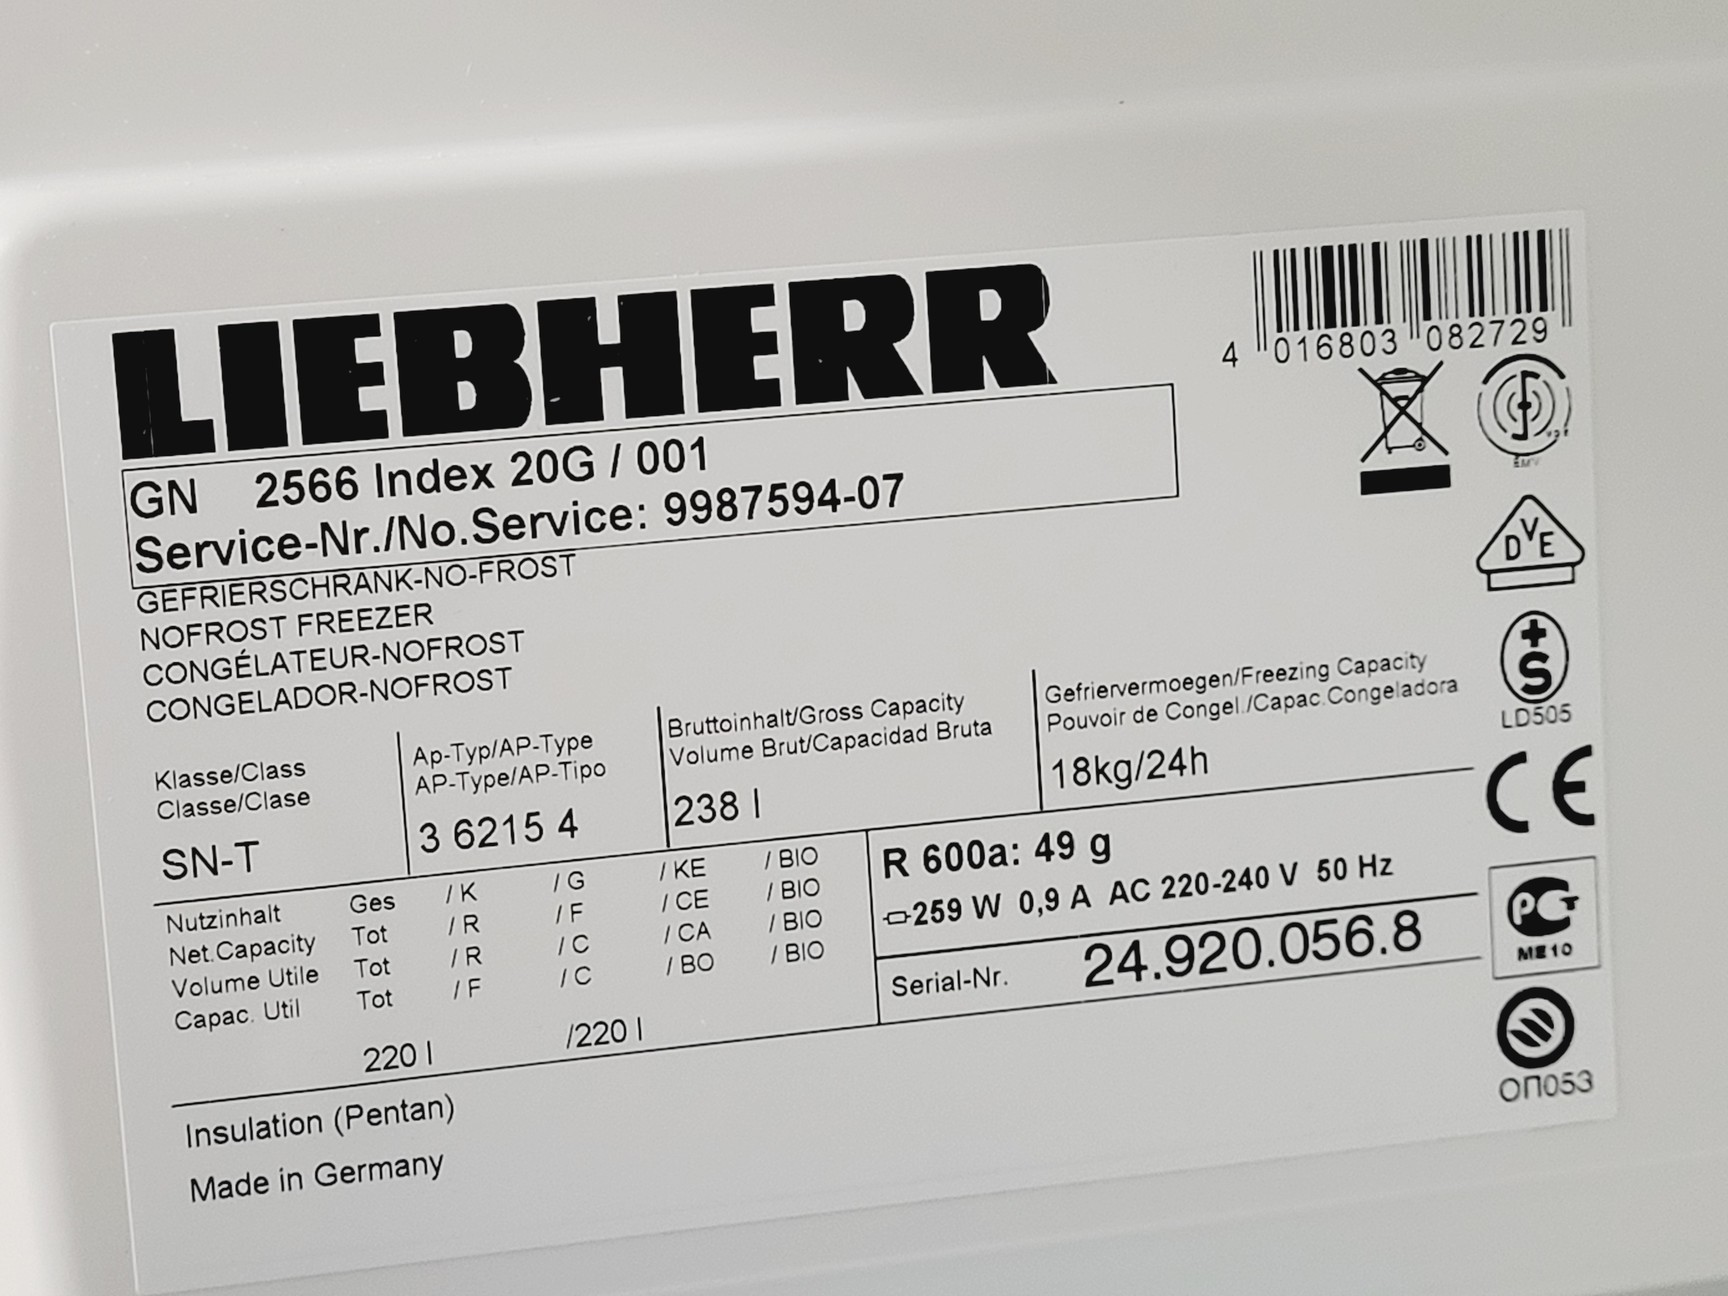 LIEBHERR
4 016803 082729
GN 2566 Index 20G / 001
Service-Nr./No.Service: 9987594-07
GEFRIERSCHRANK-NO-FROST
NOFROST FREEZER
CONGÉLATEUR-NOFROST
CONGELADOR-NOFROST
Klasse/Class
Classe/Clase
SN-T
Ap-Typ/AP-Type
AP-Type/AP-Tipo
3 6215 4
Bruttoinhalt/Gross Capacity
Volume Brut/Capacidad Bruta
238 l
Gefriervermoegen/Freezing Capacity
Pouvoir de Congel./Capac.Congeladora
18kg/24h
Nutzinhalt Ges / K / G / KE / BIO
Net.Capacity Tot / R / F / CE / BIO
Volume Utile Tot / R / C / CA / BIO
Capac. Util Tot / F / C / BO / BIO
220 l /220 l
R 600a: 49 g
259 W 0,9 A AC 220-240 V 50 Hz
Serial-Nr. 24.920.056.8
Insulation (Pentan)
Made in Germany
VDE
EMV
DVE
+S
LD505
CE
PCT
ME10
ОП053